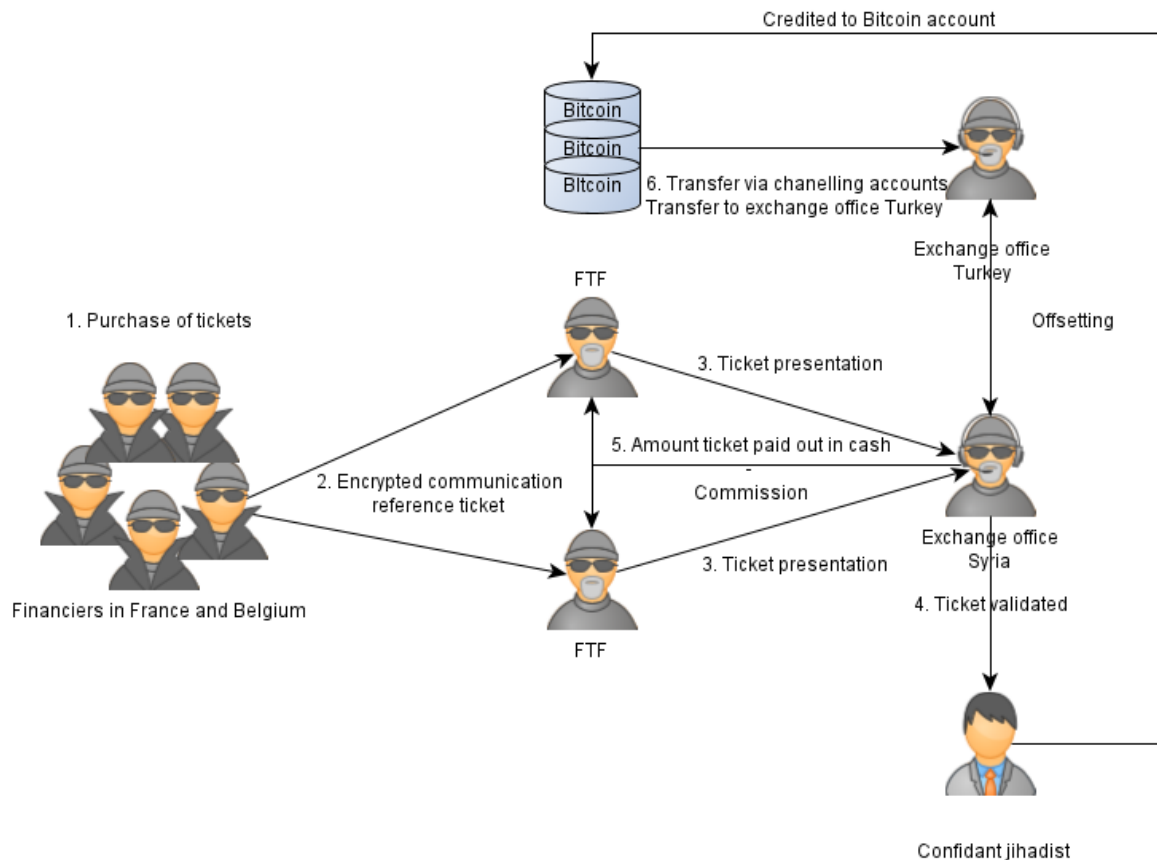 Credited to Bitcoin account
Bitcoin
Bitcoin
BItcoin
6. Transfer via chanelling accounts
Transfer to exchange office Turkey
Exchange office
Turkey
FTF
1. Purchase of tickets
Offsetting
3. Ticket presentation
5. Amount ticket paid out in cash
-
Commission
2. Encrypted communication
reference ticket
Exchange office
Syria
3. Ticket presentation
Financiers in France and Belgium
4. Ticket validated
FTF
Confidant jihadist